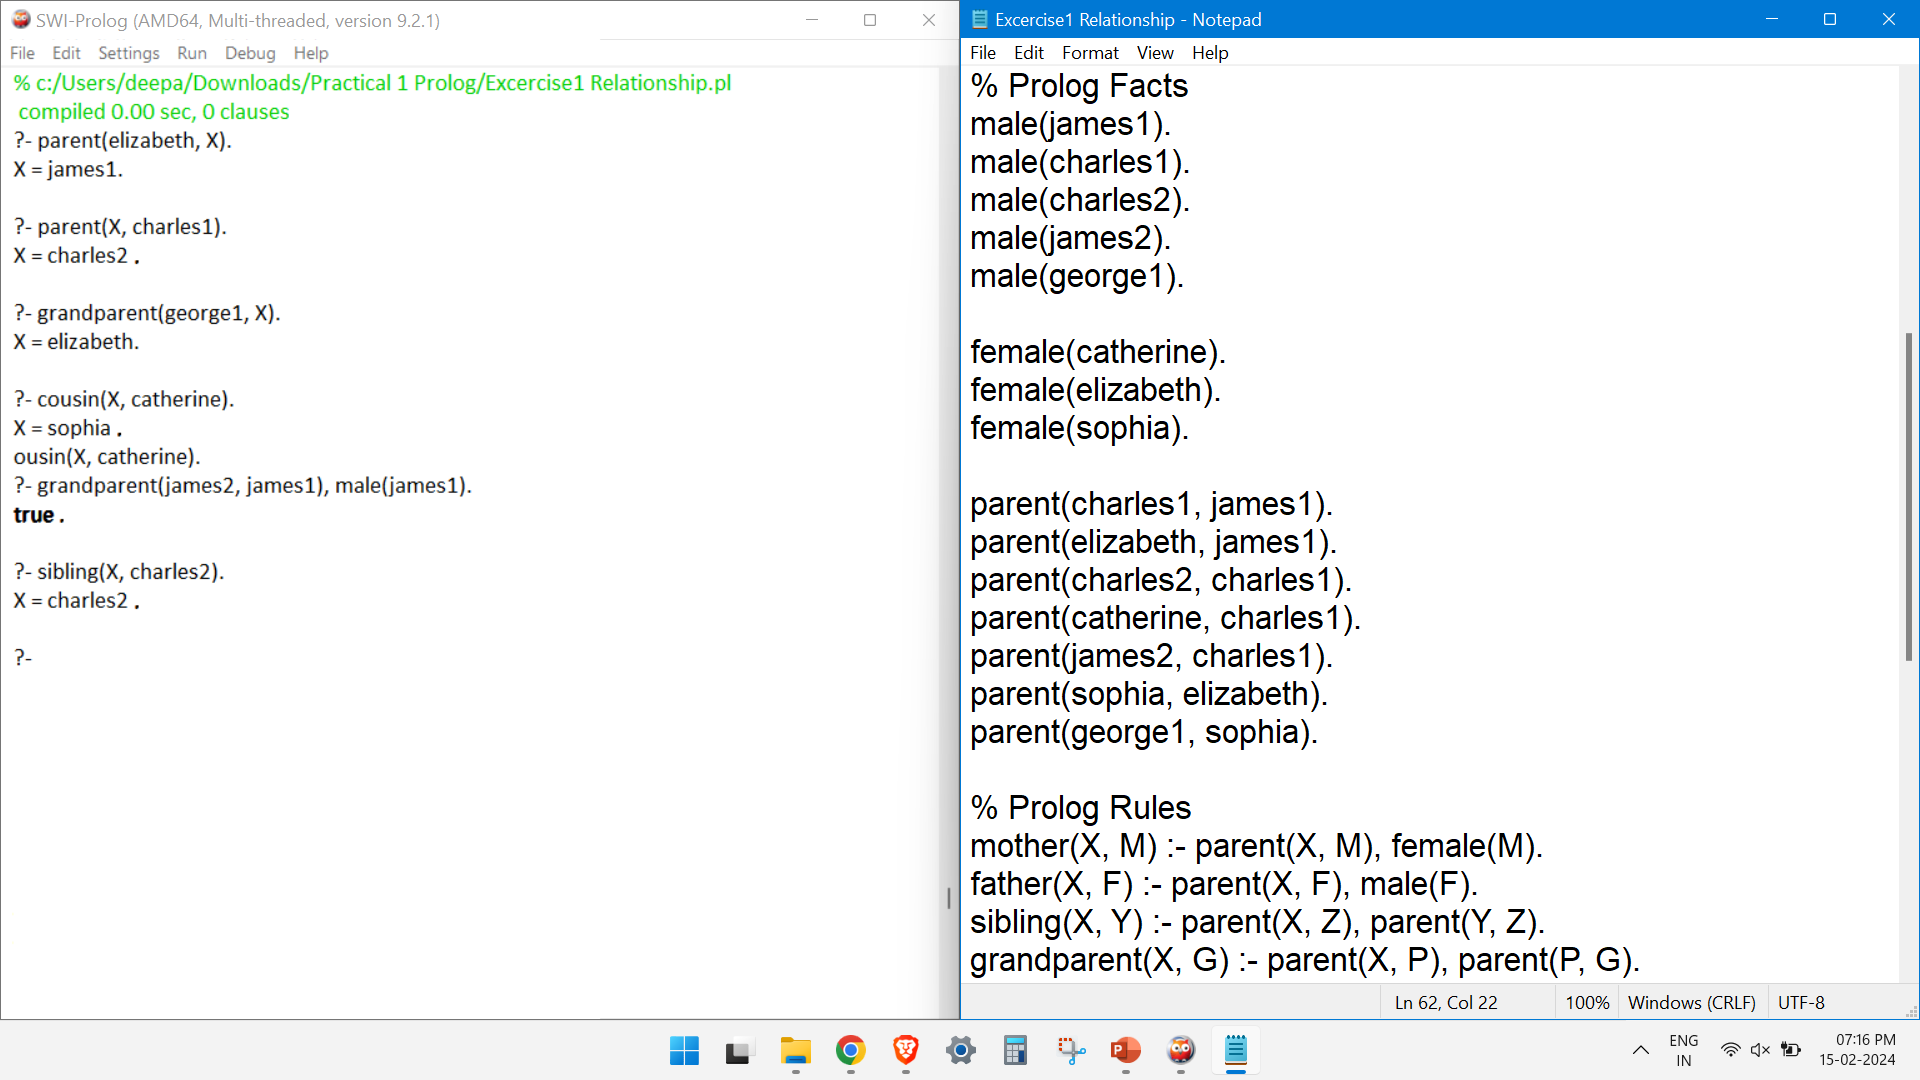 SWI-Prolog (AMD64, Multi-threaded, version 9.2.1)
File Edit Settings Run Debug Help
% c:/Users/deepa/Downloads/Practical 1 Prolog/Excercise1 Relationship.pl
compiled 0.00 sec, 0 clauses
?- parent(elizabeth, X).
X = james1.
?- parent(X, charles1).
X = charles2 .
?- grandparent(george1, X).
X = elizabeth.
?- cousin(X, catherine).
X = sophia .
ousin(X, catherine).
?- grandparent(james2, james1), male(james1).
true .
?- sibling(X, charles2).
X = charles2 .
?-
Excercise1 Relationship - Notepad
File Edit Format View Help
% Prolog Facts
male(james1).
male(charles1).
male(charles2).
male(james2).
male(george1).
female(catherine).
female(elizabeth).
female(sophia).
parent(charles1, james1).
parent(elizabeth, james1).
parent(charles2, charles1).
parent(catherine, charles1).
parent(james2, charles1).
parent(sophia, elizabeth).
parent(george1, sophia).
% Prolog Rules
mother(X, M) :- parent(X, M), female(M).
father(X, F) :- parent(X, F), male(F).
sibling(X, Y) :- parent(X, Z), parent(Y, Z).
grandparent(X, G) :- parent(X, P), parent(P, G).
Ln 62, Col 22 100% Windows (CRLF) UTF-8
ENG
IN
07:16 PM
15-02-2024